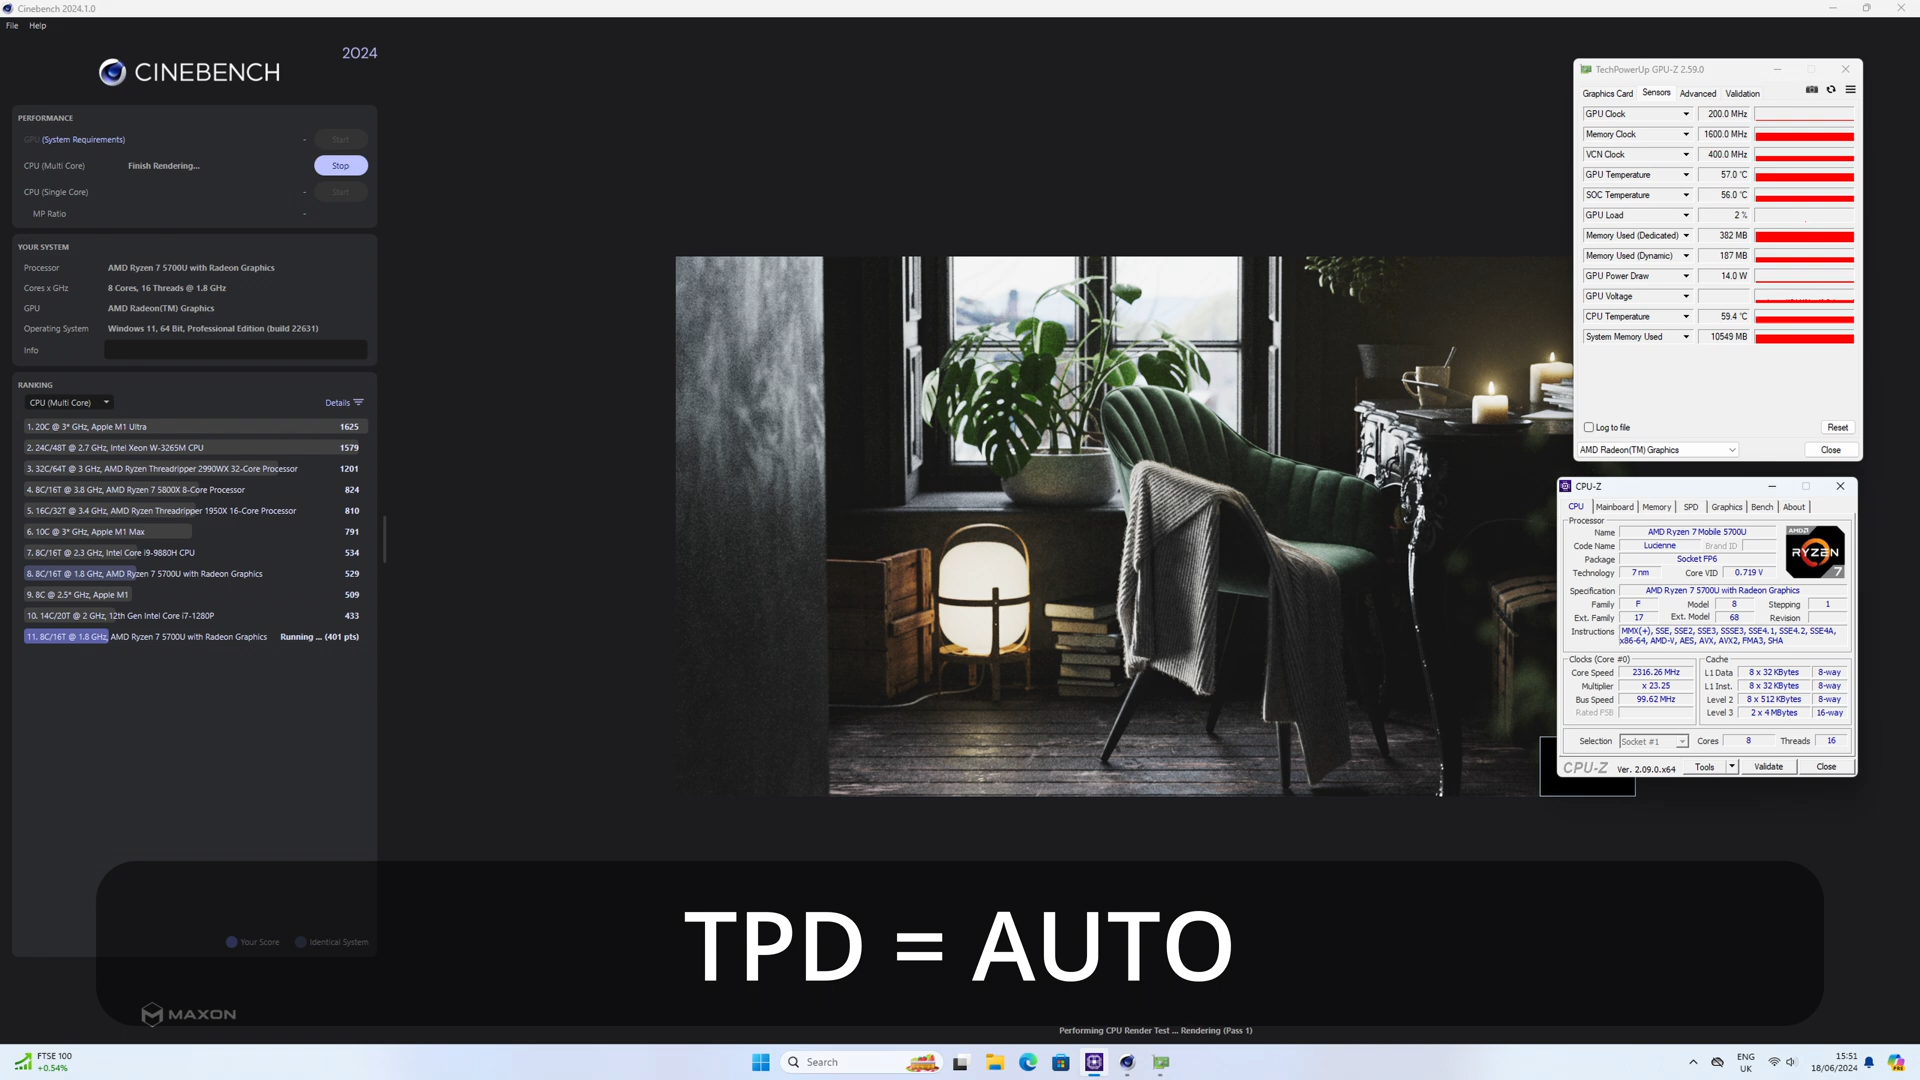 Cinebench 2024.1.0
File Help
2024
CINEBENCH
PERFORMANCE
GPU (System Requirements) - Start
CPU (Multi Core) Finish Rendering... Stop
CPU (Single Core) - Start
MP Ratio -
YOUR SYSTEM
Processor AMD Ryzen 7 5700U with Radeon Graphics
Cores x GHz 8 Cores, 16 Threads @ 1.8 GHz
GPU AMD Radeon(TM) Graphics
Operating System Windows 11, 64 Bit, Professional Edition (build 22631)
Info
RANKING
CPU (Multi Core) Details
1. 20C @ 3* GHz, Apple M1 Ultra 1625
2. 24C/48T @ 2.7 GHz, Intel Xeon W-3265M CPU 1579
3. 32C/64T @ 3 GHz, AMD Ryzen Threadripper 2990WX 32-Core Processor 1201
4. 8C/16T @ 3.8 GHz, AMD Ryzen 7 5800X 8-Core Processor 824
5. 16C/32T @ 3.4 GHz, AMD Ryzen Threadripper 1950X 16-Core Processor 810
6. 10C @ 3* GHz, Apple M1 Max 791
7. 8C/16T @ 2.3 GHz, Intel Core i9-9880H CPU 534
8. 8C/16T @ 1.8 GHz, AMD Ryzen 7 5700U with Radeon Graphics 529
9. 8C @ 2.5* GHz, Apple M1 509
10. 14C/20T @ 2 GHz, 12th Gen Intel Core i7-1280P 433
11. 8C/16T @ 1.8 GHz, AMD Ryzen 7 5700U with Radeon Graphics Running ... (401 pts)
Your Score Identical System
MAXON
TechPowerUp GPU-Z 2.59.0
Graphics Card Sensors Advanced Validation
GPU Clock 200.0 MHz
Memory Clock 1600.0 MHz
VCN Clock 400.0 MHz
GPU Temperature 57.0 °C
SOC Temperature 56.0 °C
GPU Load 2 %
Memory Used (Dedicated) 382 MB
Memory Used (Dynamic) 187 MB
GPU Power Draw 14.0 W
GPU Voltage
CPU Temperature 59.4 °C
System Memory Used 10549 MB
Log to file Reset
AMD Radeon(TM) Graphics Close
CPU-Z
CPU Mainboard Memory SPD Graphics Bench About
Processor
Name AMD Ryzen 7 Mobile 5700U
Code Name Lucienne Brand ID
Package Socket FP6
Technology 7 nm Core VID 0.719 V
AMD RYZEN 7
Specification AMD Ryzen 7 5700U with Radeon Graphics
Family F Model 8 Stepping 1
Ext. Family 17 Ext. Model 68 Revision
Instructions MMX(+), SSE, SSE2, SSE3, SSSE3, SSE4.1, SSE4.2, SSE4A,
x86-64, AMD-V, AES, AVX, AVX2, FMA3, SHA
Clocks (Core #0) Cache
Core Speed 2316.26 MHz L1 Data 8 x 32 KBytes 8-way
Multiplier x 23.25 L1 Inst. 8 x 32 KBytes 8-way
Bus Speed 99.62 MHz Level 2 8 x 512 KBytes 8-way
Rated FSB Level 3 2 x 4 MBytes 16-way
Selection Socket #1 Cores 8 Threads 16
CPU-Z Ver. 2.09.0.x64 Tools Validate Close
TPD = AUTO
Performing CPU Render Test ... Rendering (Pass 1)
FTSE 100
+0.54%
Search
ENG
UK
15:51
18/06/2024